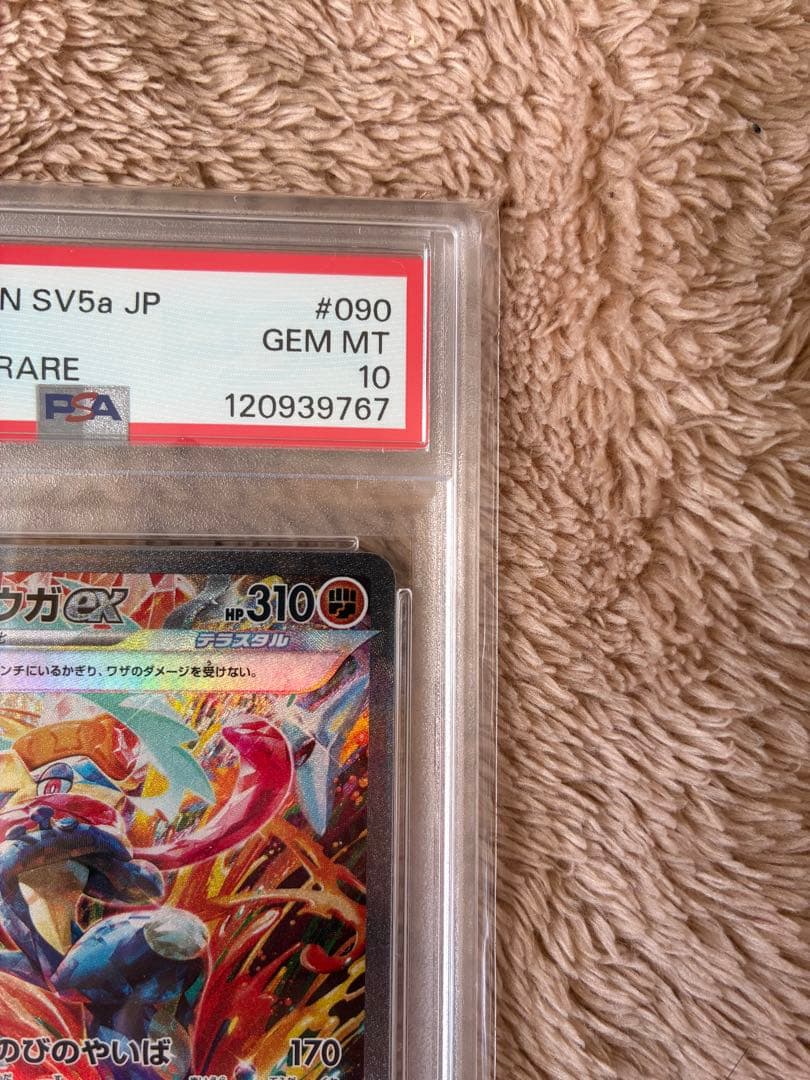 N SV5a JP #090
GEM MT
RARE 10
PSA 120939767
ウガex HP 310
テラスタル
ンチにいるかぎり、ワザのダメージを受けない。
のびのやいば 170